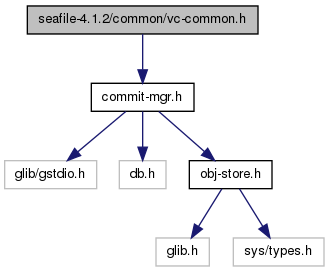 seafile-4.1.2/common/vc-common.h
commit-mgr.h
glib/gstdio.h
db.h
obj-store.h
glib.h
sys/types.h